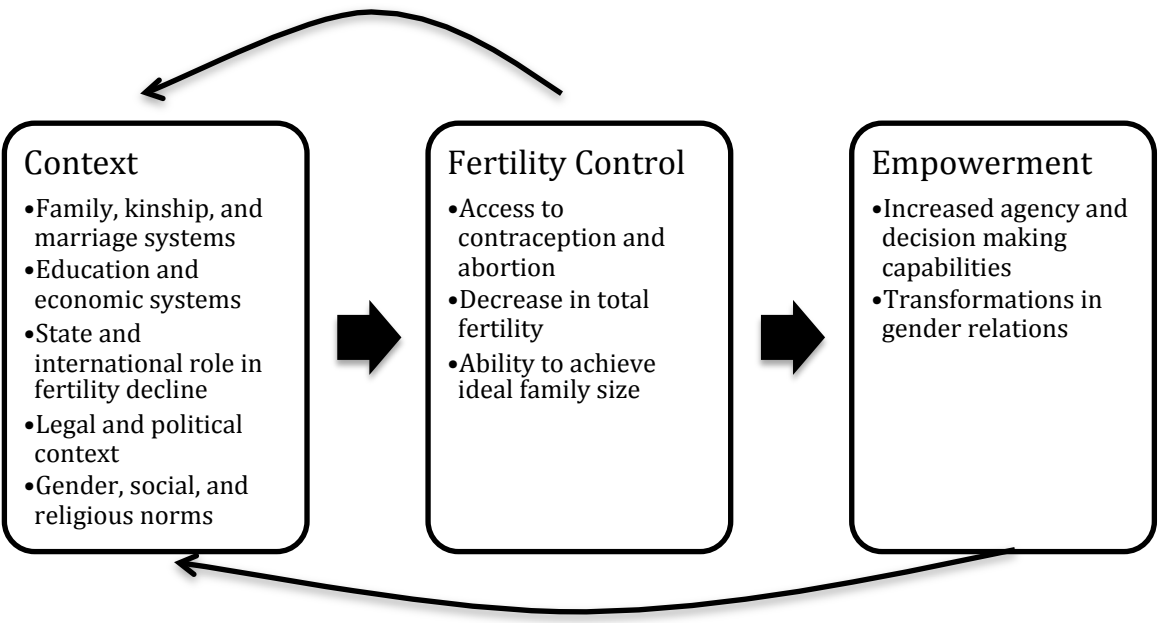 Context
•Family, kinship, and
marriage systems
•Education and
economic systems
•State and
international role in
fertility decline
•Legal and political
context
•Gender, social, and
religious norms
Fertility Control
•Access to
contraception and
abortion
•Decrease in total
fertility
•Ability to achieve
ideal family size
Empowerment
•Increased agency and
decision making
capabilities
•Transformations in
gender relations